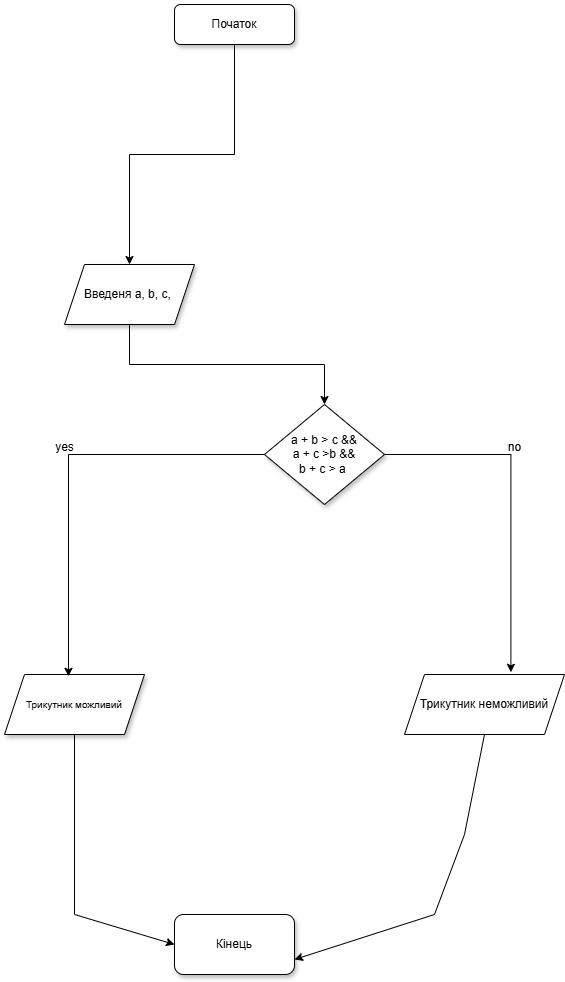 Початок
Введеня a, b, c,
a + b > c &&
a + c >b &&
b + c > a
yes
no
Трикутник можливий
Трикутник неможливий
Кінець